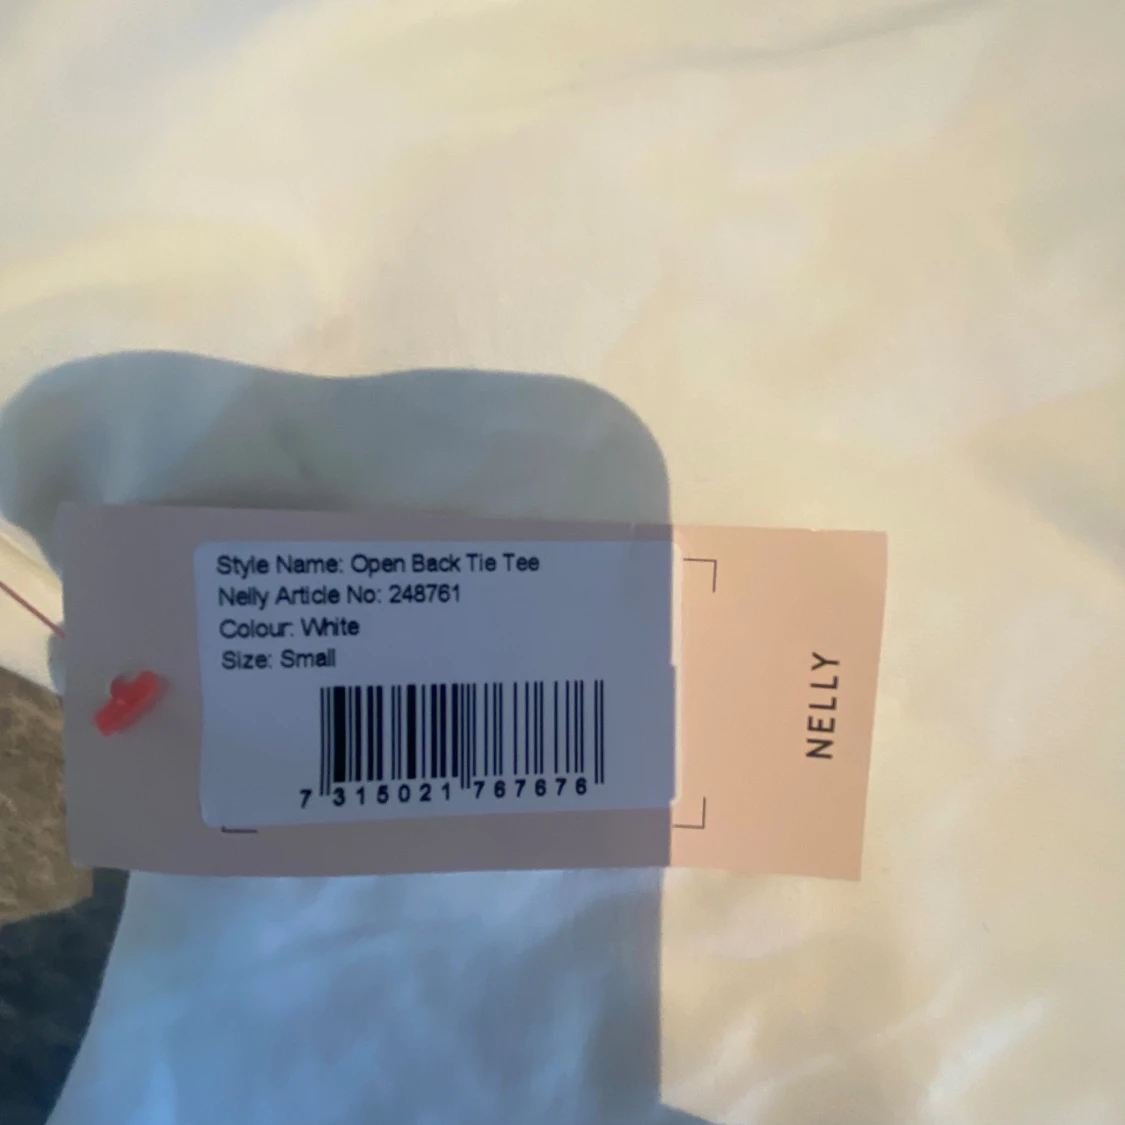 Style Name: Open Back Tie Tee
Nelly Article No: 248761
Colour: White
Size: Small
7 315021 767676
NELLY